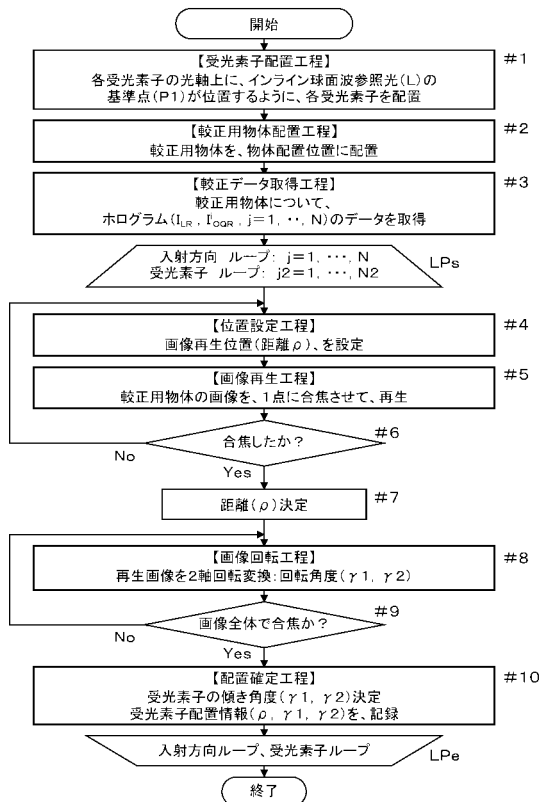 開始
【受光素子配置工程】
各受光素子の光軸上に、インライン球面波参照光(L)の
基準点(P1)が位置するように、各受光素子を配置
#1
【較正用物体配置工程】
較正用物体を、物体配置位置に配置
#2
【較正データ取得工程】
較正用物体について、
ホログラム(I_LR, I^j_OQR, j=1, ‥, N)のデータを取得
#3
入射方向 ループ: j=1, ···, N
受光素子 ループ: j2=1, ···, N2
LPs
【位置設定工程】
画像再生位置(距離ρ)、を設定
#4
【画像再生工程】
較正用物体の画像を、1点に合焦させて、再生
#5
合焦したか？
#6
No
Yes
距離(ρ)決定
#7
【画像回転工程】
再生画像を2軸回転変換:回転角度(γ1, γ2)
#8
画像全体で合焦か？
#9
No
Yes
【配置確定工程】
受光素子の傾き角度(γ1, γ2)決定
受光素子配置情報(ρ, γ1, γ2)を、記録
#10
入射方向ループ、受光素子ループ
LPe
終了